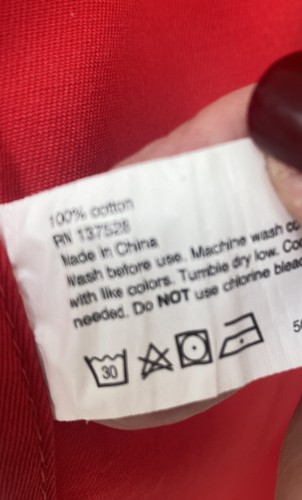 100% cotton
RN 137528
Made in China
Wash before use. Machine wash
with like colors. Tumble dry low.
needed. Do NOT use chlorine
30